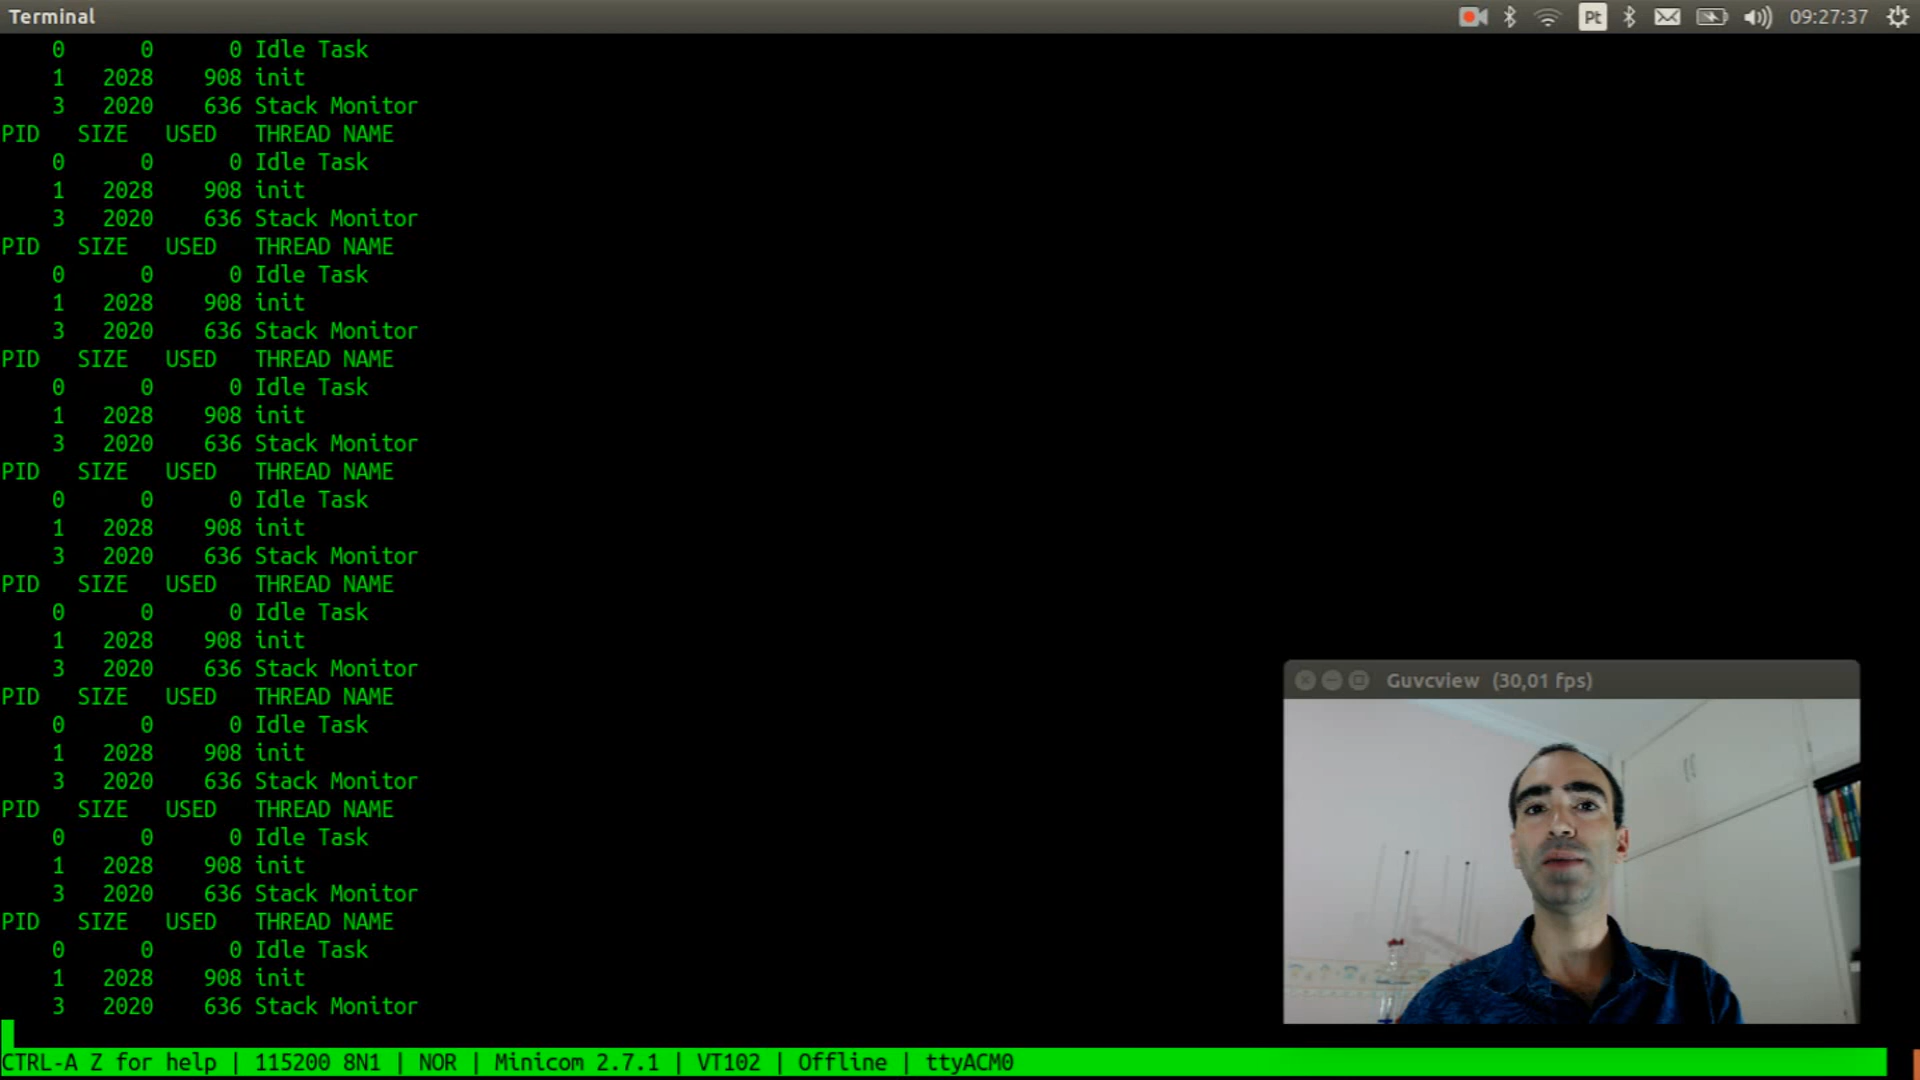 Terminal
Pt
09:27:37
0 0 0 Idle Task
1 2028 908 init
3 2020 636 Stack Monitor
PID SIZE USED THREAD NAME
0 0 0 Idle Task
1 2028 908 init
3 2020 636 Stack Monitor
PID SIZE USED THREAD NAME
0 0 0 Idle Task
1 2028 908 init
3 2020 636 Stack Monitor
PID SIZE USED THREAD NAME
0 0 0 Idle Task
1 2028 908 init
3 2020 636 Stack Monitor
PID SIZE USED THREAD NAME
0 0 0 Idle Task
1 2028 908 init
3 2020 636 Stack Monitor
PID SIZE USED THREAD NAME
0 0 0 Idle Task
1 2028 908 init
3 2020 636 Stack Monitor
PID SIZE USED THREAD NAME
0 0 0 Idle Task
1 2028 908 init
3 2020 636 Stack Monitor
PID SIZE USED THREAD NAME
0 0 0 Idle Task
1 2028 908 init
3 2020 636 Stack Monitor
PID SIZE USED THREAD NAME
0 0 0 Idle Task
1 2028 908 init
3 2020 636 Stack Monitor
Guvcview (30,01 fps)
CTRL-A Z for help | 115200 8N1 | NOR | Minicom 2.7.1 | VT102 | Offline | ttyACM0